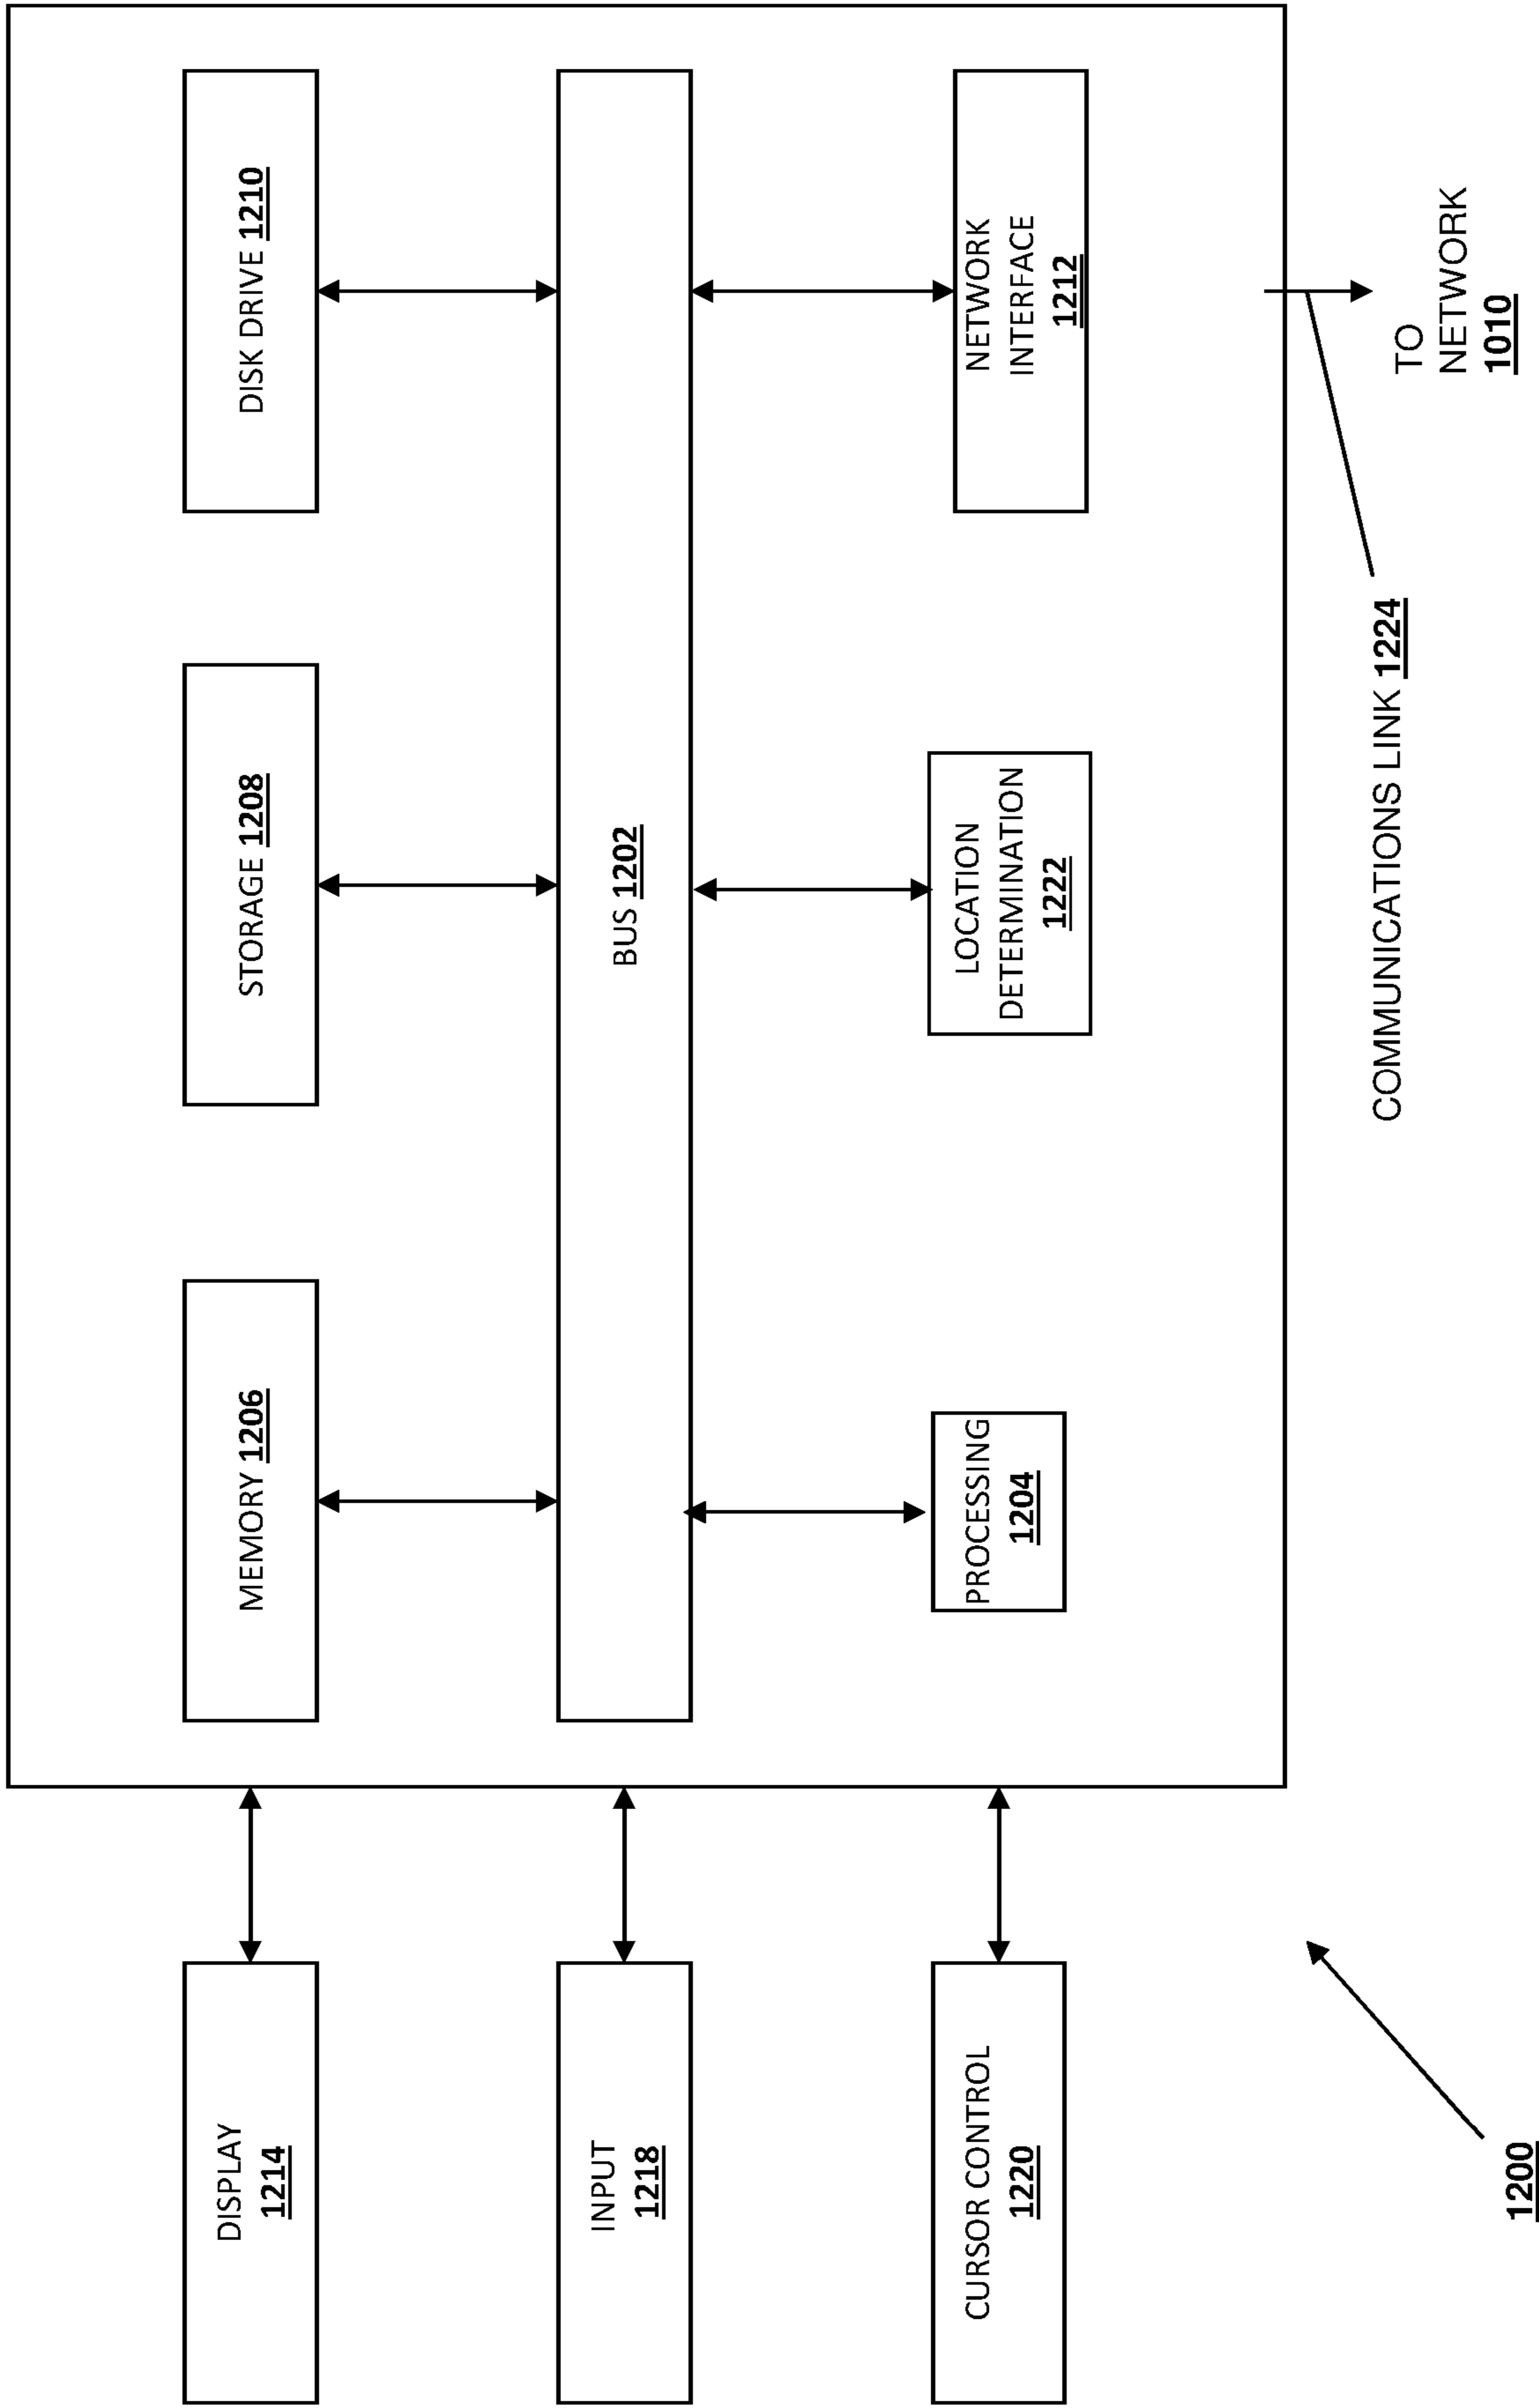 DISPLAY
1214
MEMORY 1206
STORAGE 1208
DISK DRIVE 1210
INPUT
1218
BUS 1202
CURSOR CONTROL
1220
PROCESSING
1204
LOCATION
DETERMINATION
1222
NETWORK
INTERFACE
1212
COMMUNICATIONS LINK 1224
TO
NETWORK
1010
1200